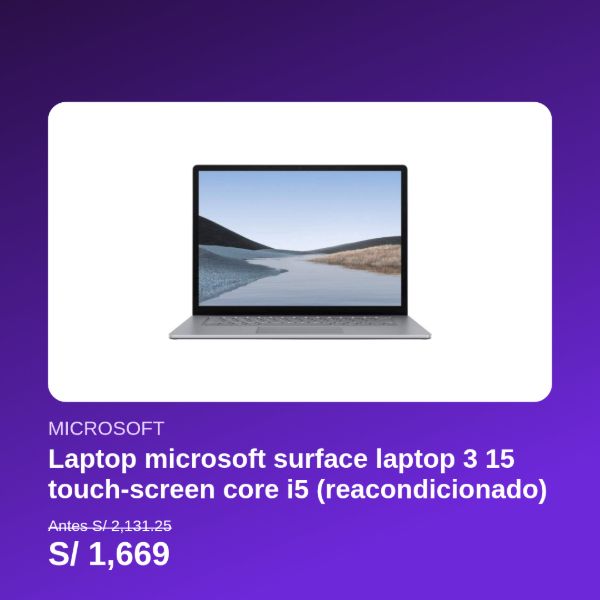 MICROSOFT
Laptop microsoft surface laptop 3 15
touch-screen core i5 (reacondicionado)
Antes S/ 2,131.25
S/ 1,669